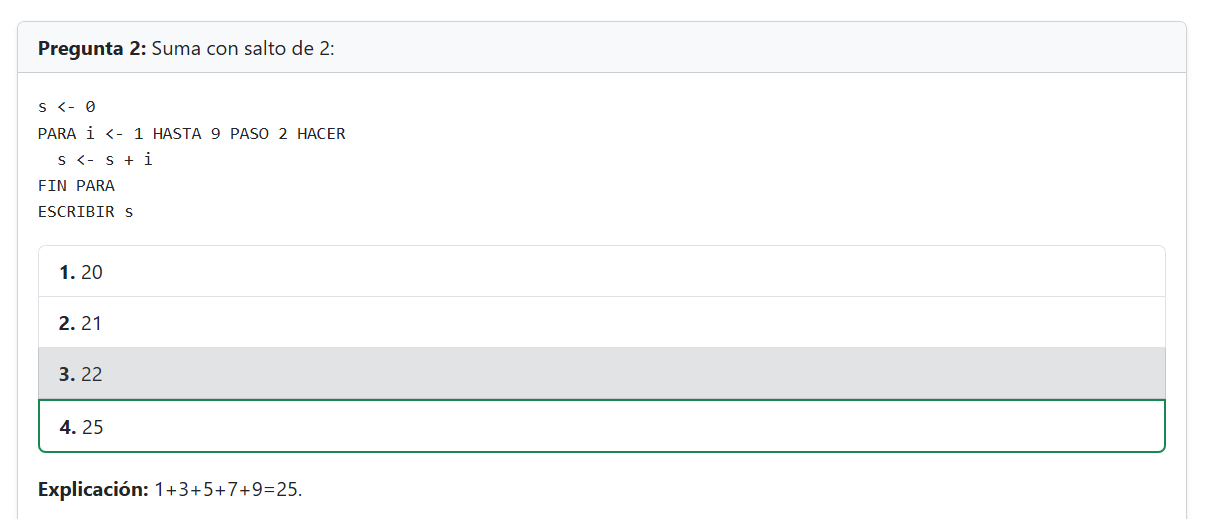 Pregunta 2: Suma con salto de 2:
s <- 0
PARA i <- 1 HASTA 9 PASO 2 HACER
  s <- s + i
FIN PARA
ESCRIBIR s
1. 20
2. 21
3. 22
4. 25
Explicación: 1+3+5+7+9=25.